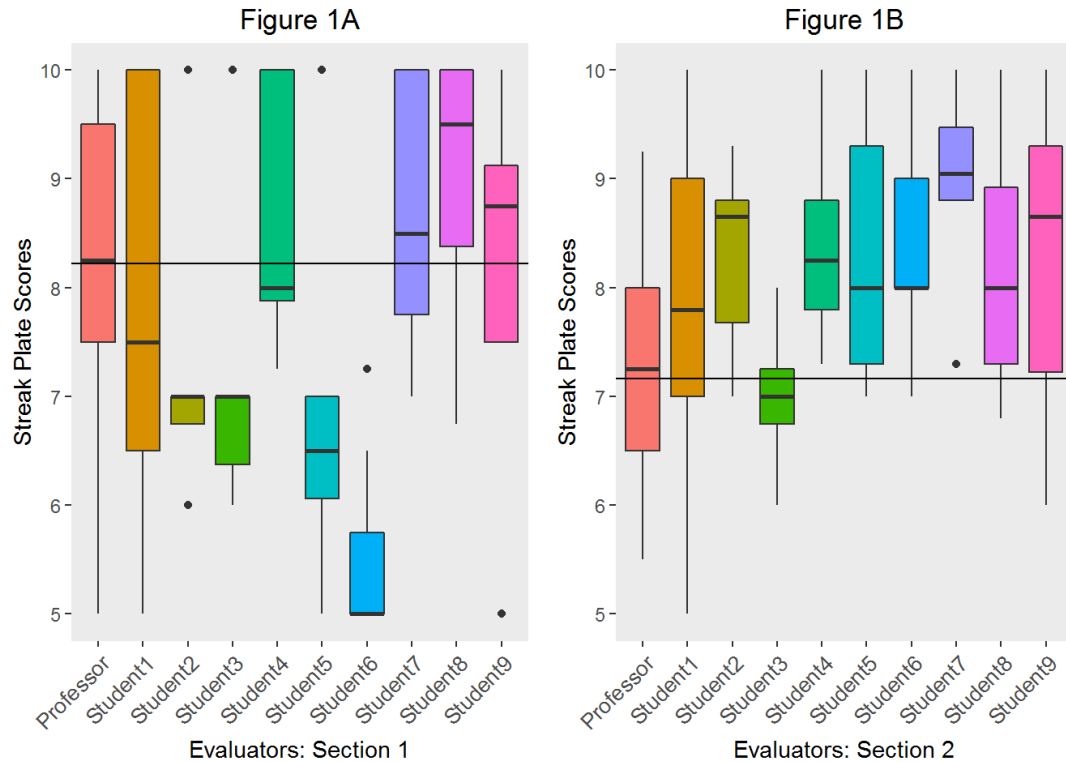 Figure 1A
Streak Plate Scores
10
9
8
7
6
5
Professor
Student1
Student2
Student3
Student4
Student5
Student6
Student7
Student8
Student9
Evaluators: Section 1
Figure 1B
Streak Plate Scores
10
9
8
7
6
5
Professor
Student1
Student2
Student3
Student4
Student5
Student6
Student7
Student8
Student9
Evaluators: Section 2